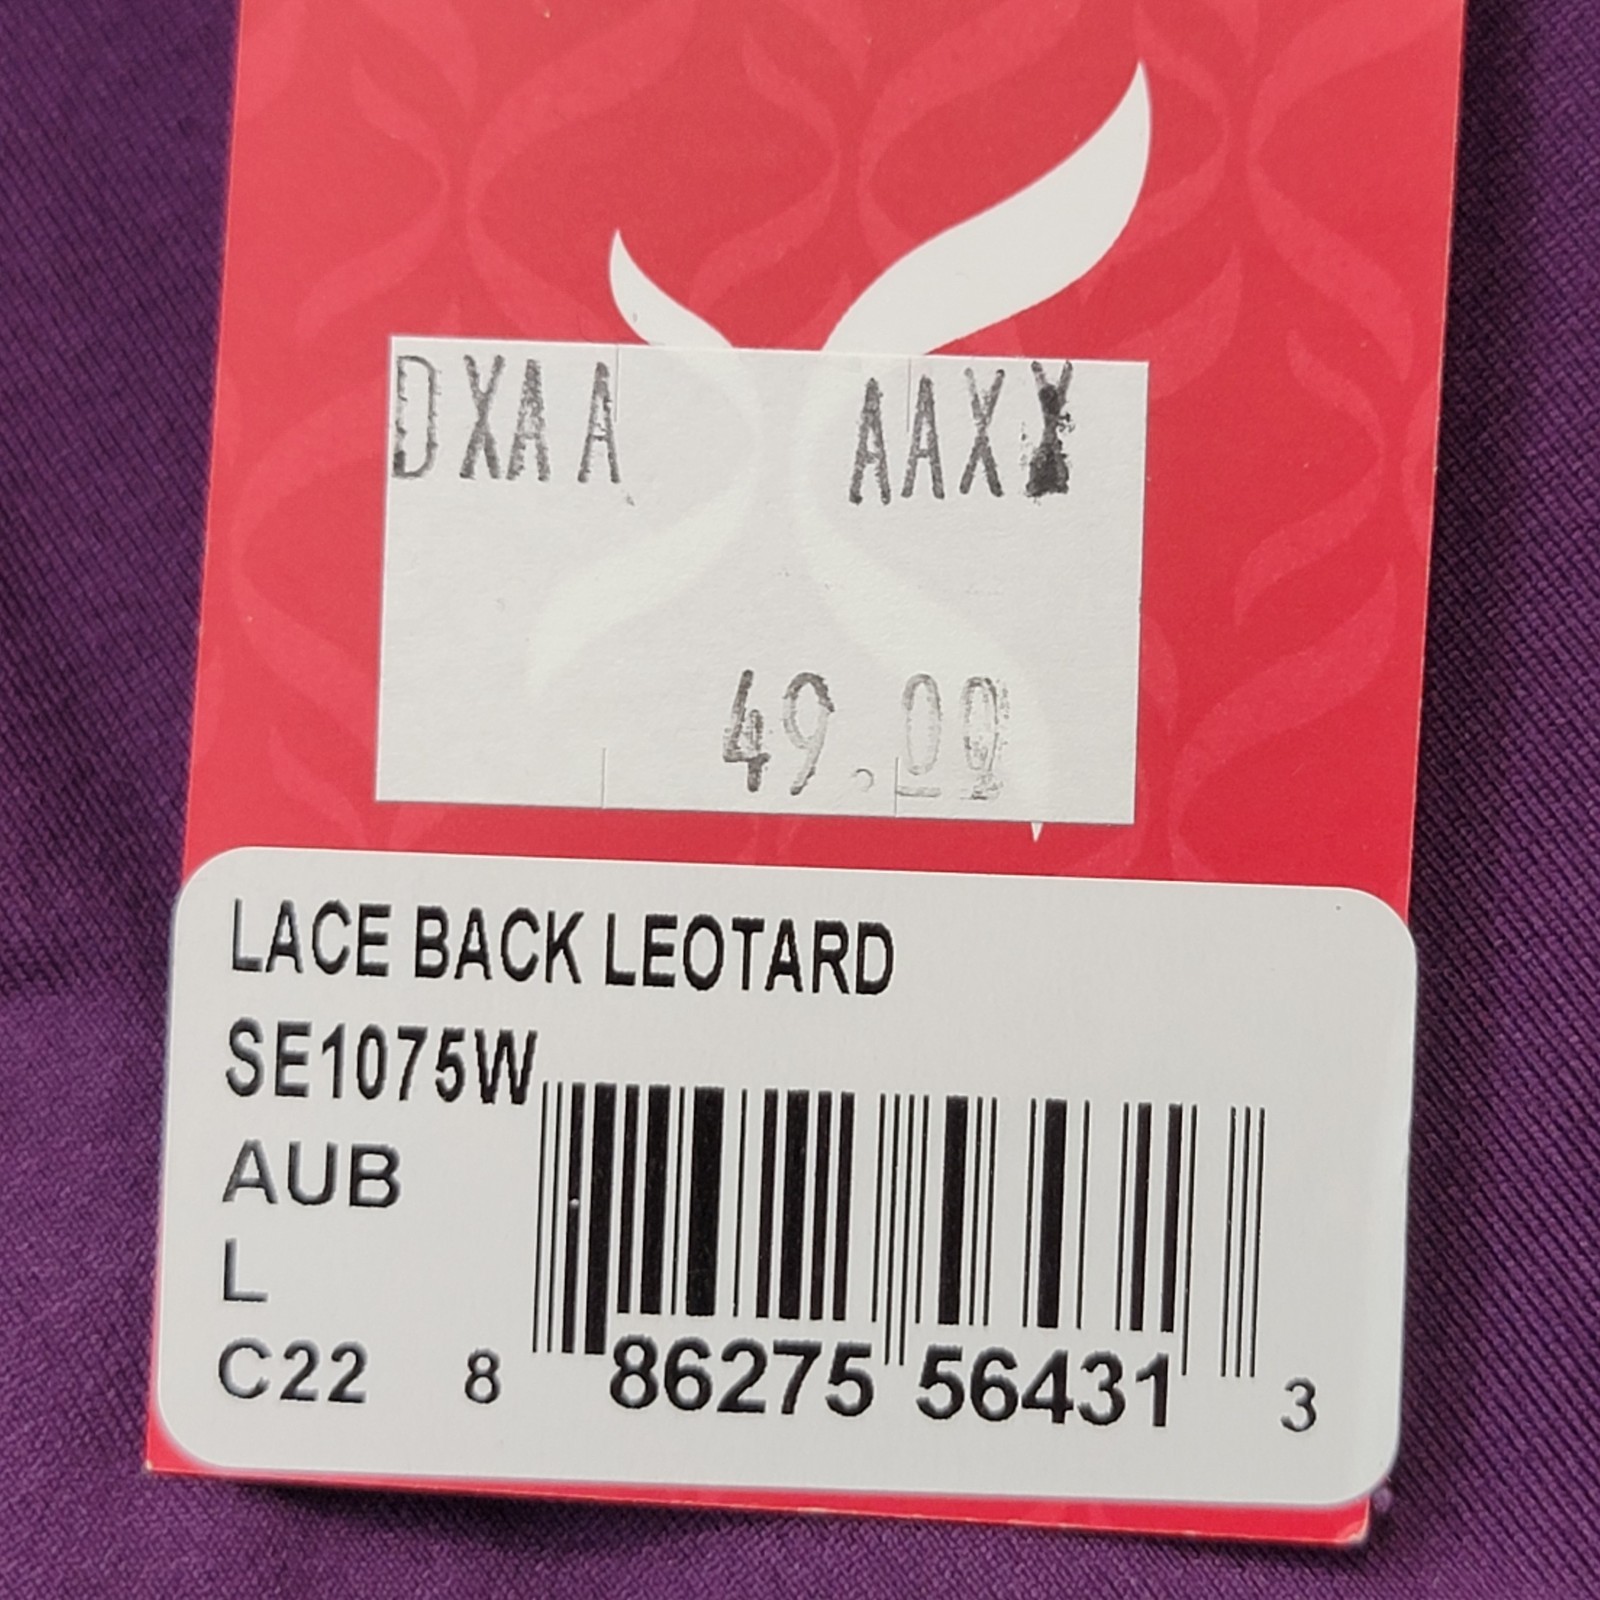 DXAA AAXX
49.00
LACE BACK LEOTARD
SE1075W
AUB
L
C22
8 86275 56431 3